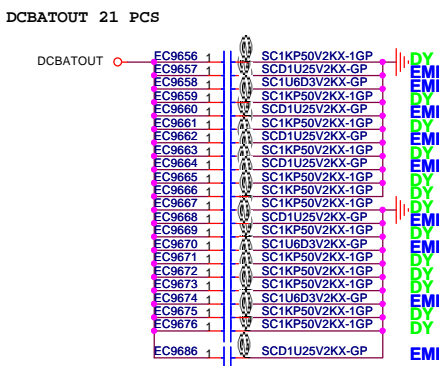 DCBATOUT 21 PCS
DCBATOUT
EC9656 1 SC1KP50V2KX-1GP DY
EC9657 1 SCD1U25V2KX-GP EMI
EC9658 1 SC1U6D3V2KX-GP EMI
EC9659 1 SC1KP50V2KX-1GP DY
EC9660 1 SCD1U25V2KX-GP EMI
EC9661 1 SC1KP50V2KX-1GP DY
EC9662 1 SCD1U25V2KX-GP EMI
EC9663 1 SC1KP50V2KX-1GP DY
EC9664 1 SCD1U25V2KX-GP EMI
EC9665 1 SC1KP50V2KX-1GP DY
EC9666 1 SC1KP50V2KX-1GP DY
EC9667 1 SC1KP50V2KX-1GP DY
EC9668 1 SCD1U25V2KX-GP EMI
EC9669 1 SC1KP50V2KX-1GP DY
EC9670 1 SC1U6D3V2KX-GP EMI
EC9671 1 SC1KP50V2KX-1GP DY
EC9672 1 SC1KP50V2KX-1GP DY
EC9673 1 SC1KP50V2KX-1GP DY
EC9674 1 SC1U6D3V2KX-GP EMI
EC9675 1 SC1KP50V2KX-1GP DY
EC9676 1 SC1KP50V2KX-1GP DY
EC9686 1 SCD1U25V2KX-GP EMI